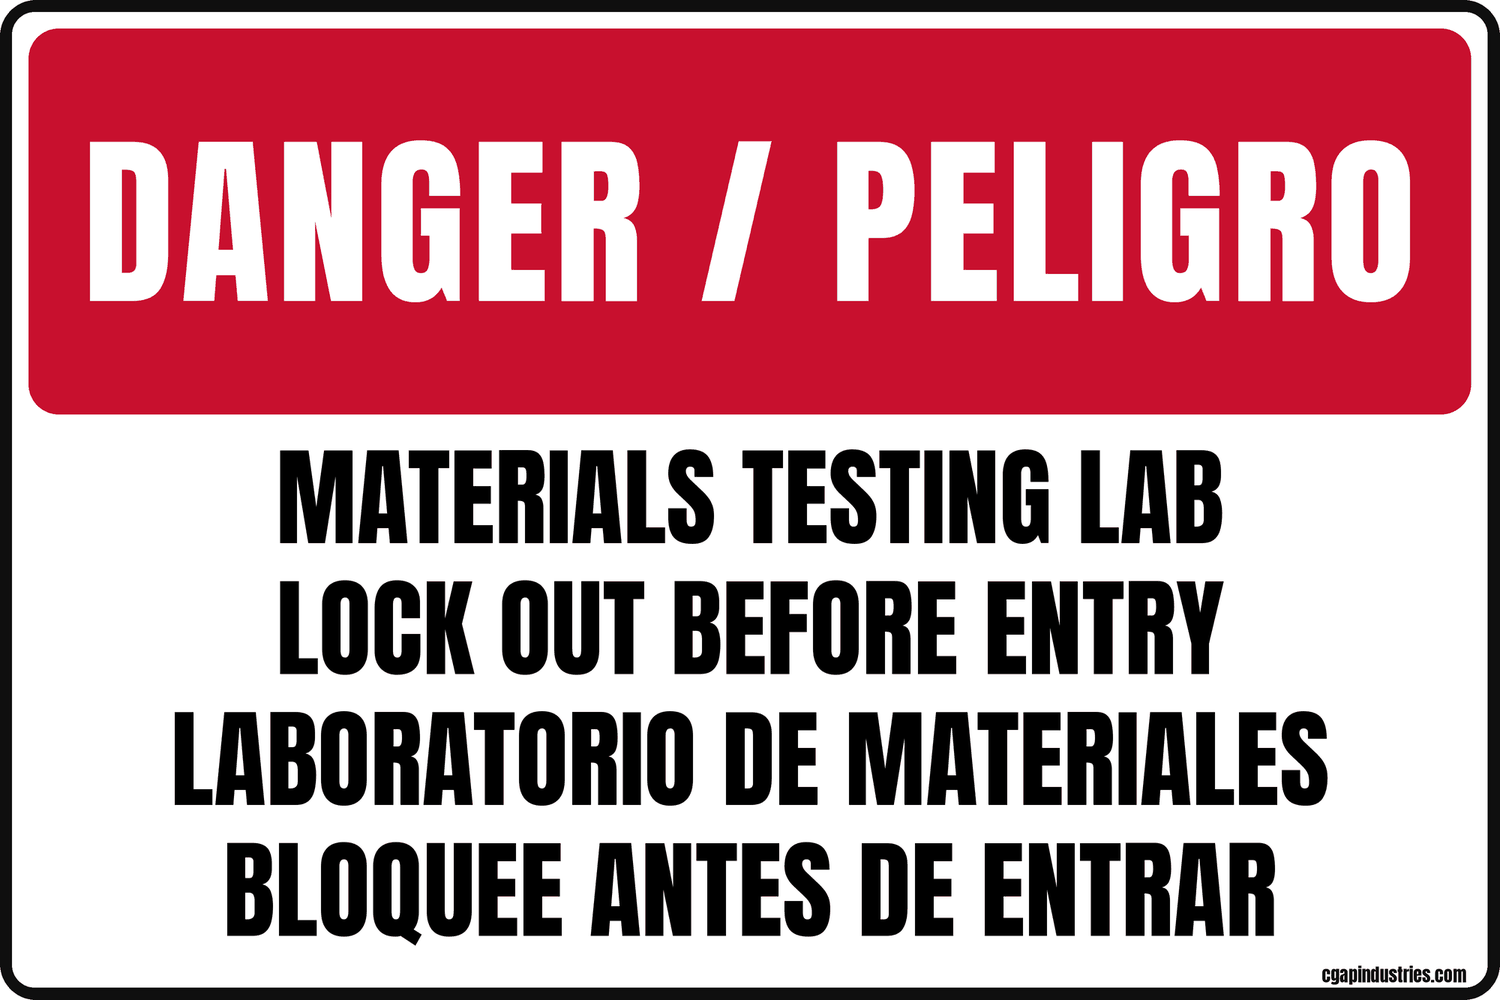 DANGER / PELIGRO
MATERIALS TESTING LAB
LOCK OUT BEFORE ENTRY
LABORATORIO DE MATERIALES
BLOQUEE ANTES DE ENTRAR
cgapindustries.com